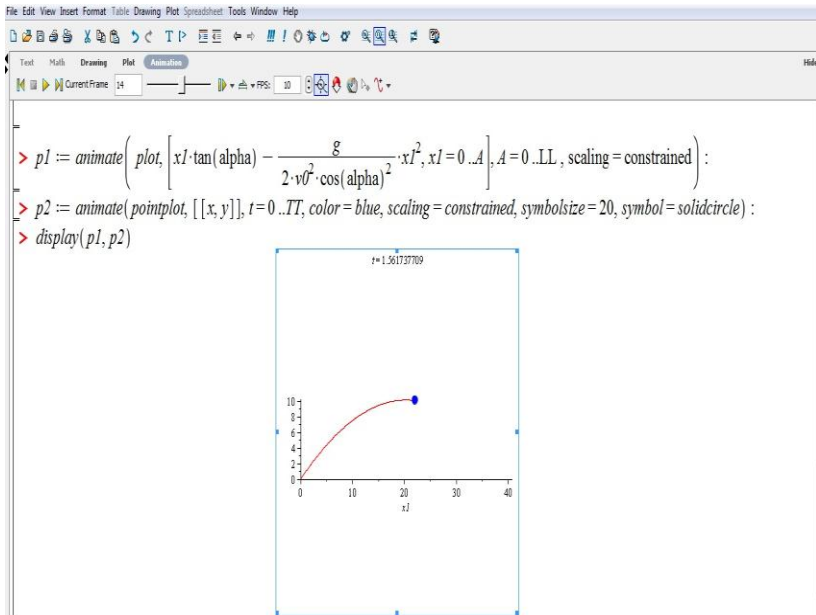 File Edit View Insert Format Table Drawing Plot Spreadsheet Tools Window Help
Text Math Drawing Plot Animation Hide
Current Frame 14 FPS: 10
> p1 := animate(plot, [x1·tan(alpha) − g/(2·v0²·cos(alpha)²)·x1², x1 = 0 ..A], A = 0 ..LL , scaling = constrained) :
> p2 := animate(pointplot, [[x, y]], t = 0 ..TT, color = blue, scaling = constrained, symbolsize = 20, symbol = solidcircle) :
> display(p1, p2)
t = 1.561737709
10
8
6
4
2
0
0 10 20 30 40
x1